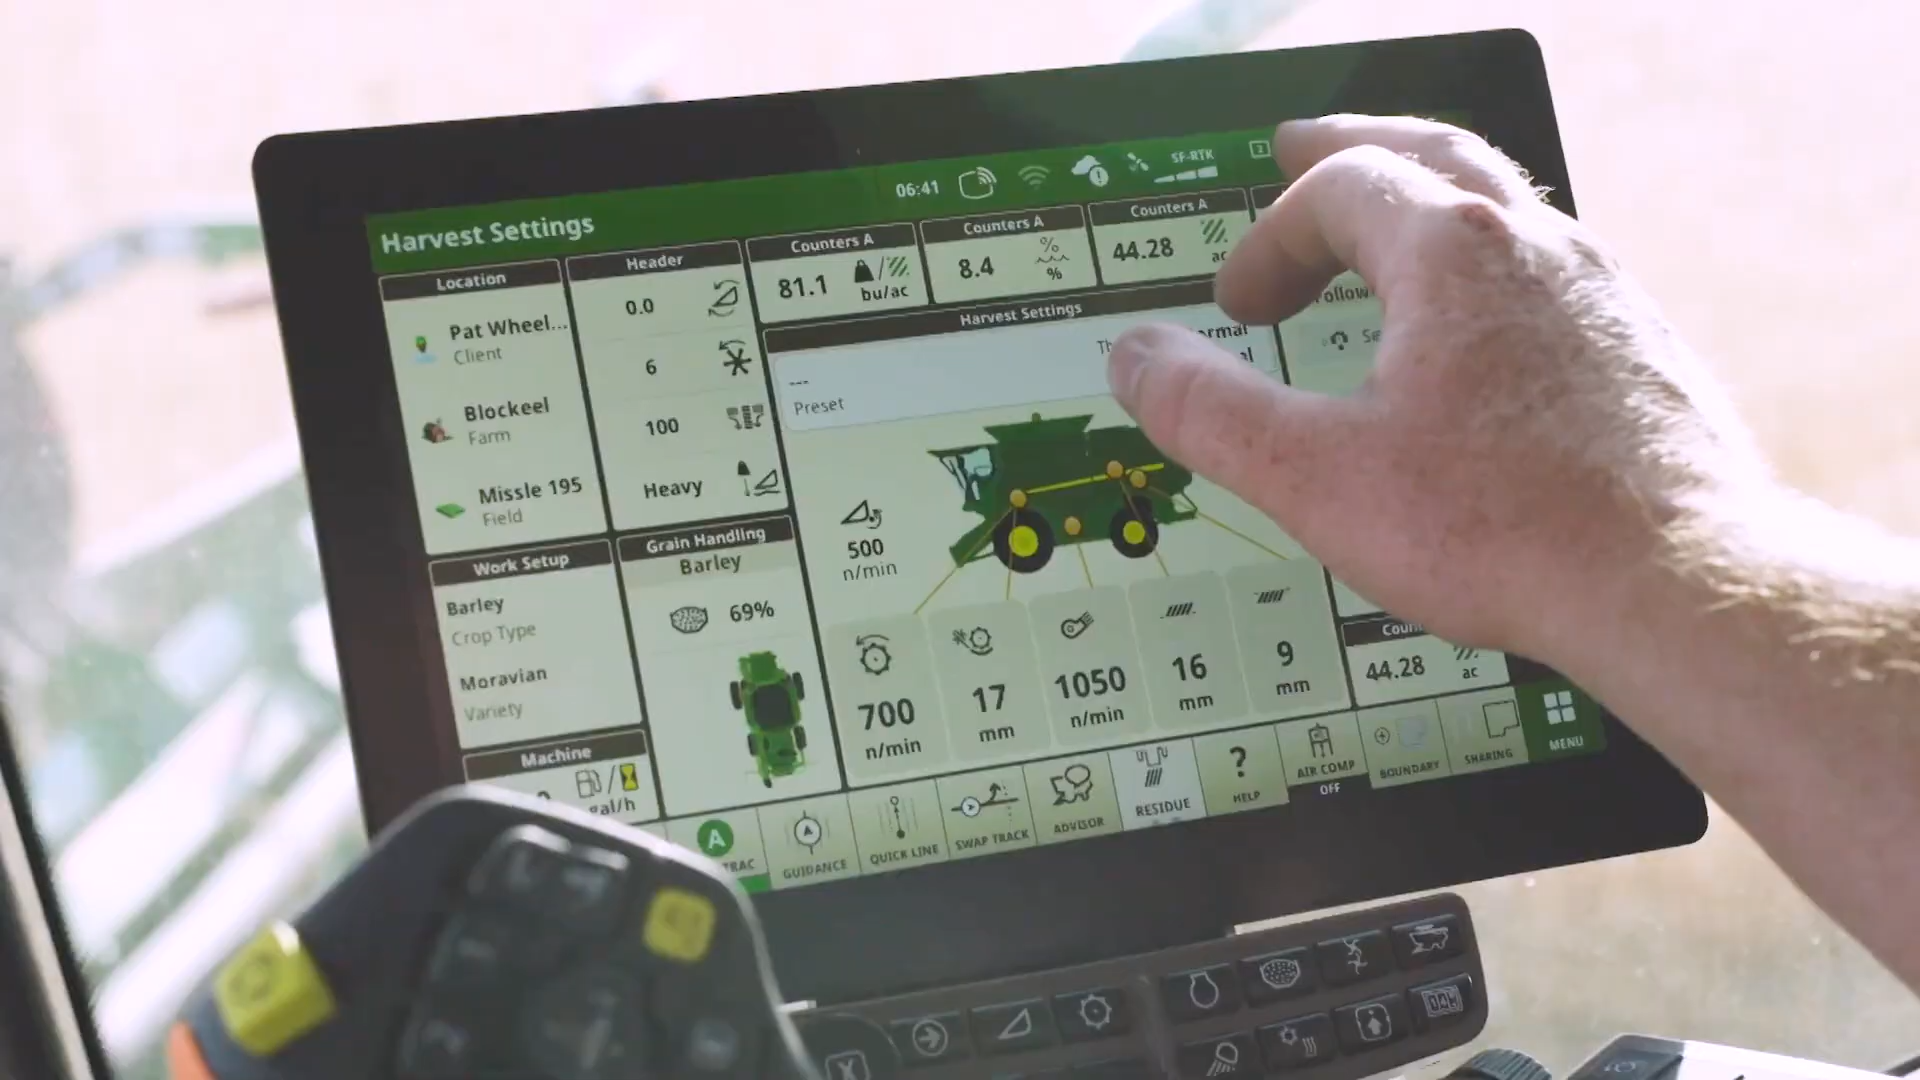 Harvest Settings
06:41
SF-RTK
2
Location
Pat Wheel...
Client
Blockeel
Farm
Missle 195
Field
Header
0.0
6
100
Heavy
Counters A
81.1
bu/ac
Counters A
8.4
%
%
Counters A
44.28
ac
Harvest Settings
---
Preset
500
n/min
700
n/min
17
mm
1050
n/min
16
mm
9
mm
Work Setup
Barley
Crop Type
Moravian
Variety
Grain Handling
Barley
69%
Machine
gal/h
44.28
ac
A
GUIDANCE
QUICK LINE
SWAP TRACK
ADVISOR
RESIDUE
?
HELP
AIR COMP
OFF
BOUNDARY
SHARING
MENU